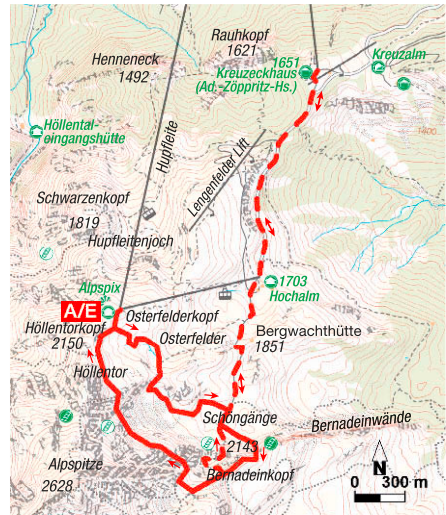 Rauhkopf
1621
Henneneck
1492
1651
Kreuzeckhaus
(Ad.-Zöppritz-Hs.)
Kreuzalm
Höllental-
eingangshütte
Hupfleite
Lengenfelder Lift
1400
Schwarzenkopf
1819
Hupfleitenjoch
Alpspix
A/E
1703
Hochalm
Osterfelderkopf
Höllentorkopf
2150
Osterfelder
Bergwachthütte
1851
Höllentor
Schöngänge
Bernadeinwände
2143
Bernadeinkopf
Alpspitze
2628
N
0 300 m